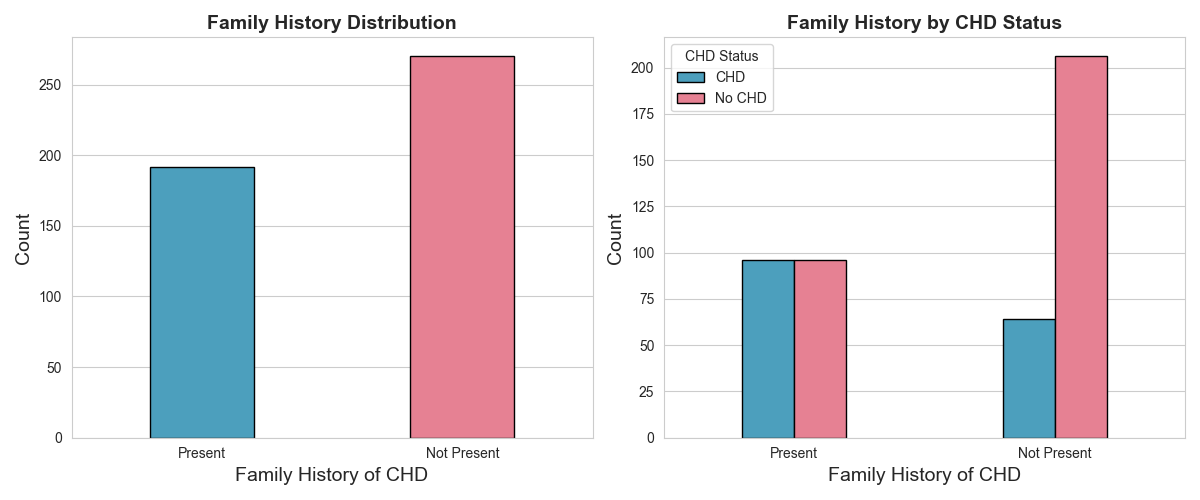 Family History Distribution
Count
250
200
150
100
50
0
Present
Not Present
Family History of CHD
Family History by CHD Status
CHD Status
CHD
No CHD
Count
200
175
150
125
100
75
50
25
0
Present
Not Present
Family History of CHD